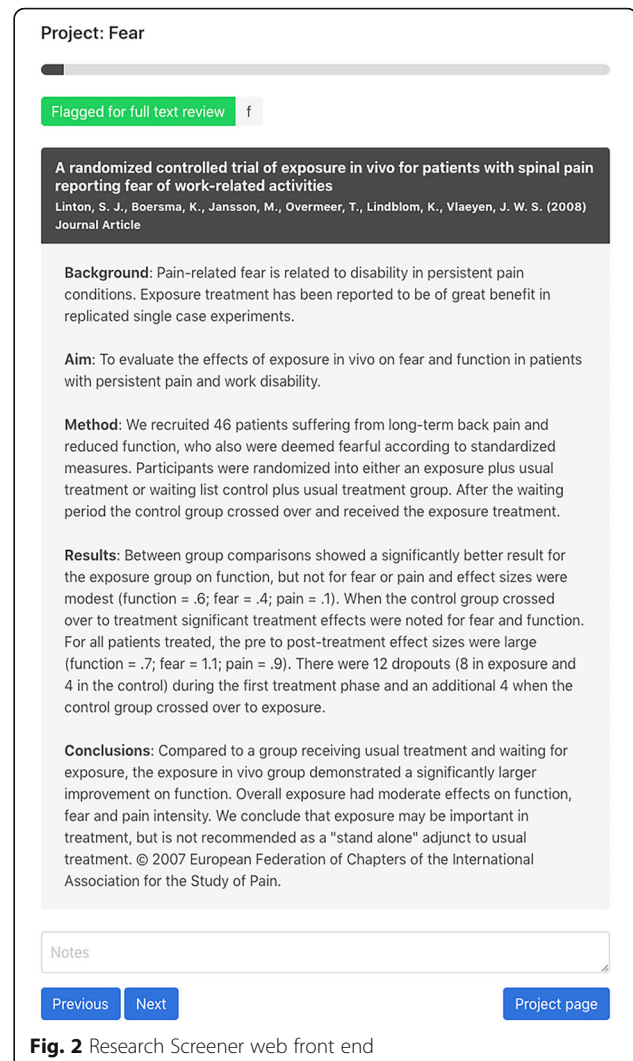 Project: Fear
Flagged for full text review f
A randomized controlled trial of exposure in vivo for patients with spinal pain
reporting fear of work-related activities
Linton, S. J., Boersma, K., Jansson, M., Overmeer, T., Lindblom, K., Vlaeyen, J. W. S. (2008)
Journal Article
Background: Pain-related fear is related to disability in persistent pain
conditions. Exposure treatment has been reported to be of great benefit in
replicated single case experiments.
Aim: To evaluate the effects of exposure in vivo on fear and function in patients
with persistent pain and work disability.
Method: We recruited 46 patients suffering from long-term back pain and
reduced function, who also were deemed fearful according to standardized
measures. Participants were randomized into either an exposure plus usual
treatment or waiting list control plus usual treatment group. After the waiting
period the control group crossed over and received the exposure treatment.
Results: Between group comparisons showed a significantly better result for
the exposure group on function, but not for fear or pain and effect sizes were
modest (function = .6; fear = .4; pain = .1). When the control group crossed
over to treatment significant treatment effects were noted for fear and function.
For all patients treated, the pre to post-treatment effect sizes were large
(function = .7; fear = 1.1; pain = .9). There were 12 dropouts (8 in exposure and
4 in the control) during the first treatment phase and an additional 4 when the
control group crossed over to exposure.
Conclusions: Compared to a group receiving usual treatment and waiting for
exposure, the exposure in vivo group demonstrated a significantly larger
improvement on function. Overall exposure had moderate effects on function,
fear and pain intensity. We conclude that exposure may be important in
treatment, but is not recommended as a "stand alone" adjunct to usual
treatment. © 2007 European Federation of Chapters of the International
Association for the Study of Pain.
Notes
Previous Next Project page
Fig. 2 Research Screener web front end